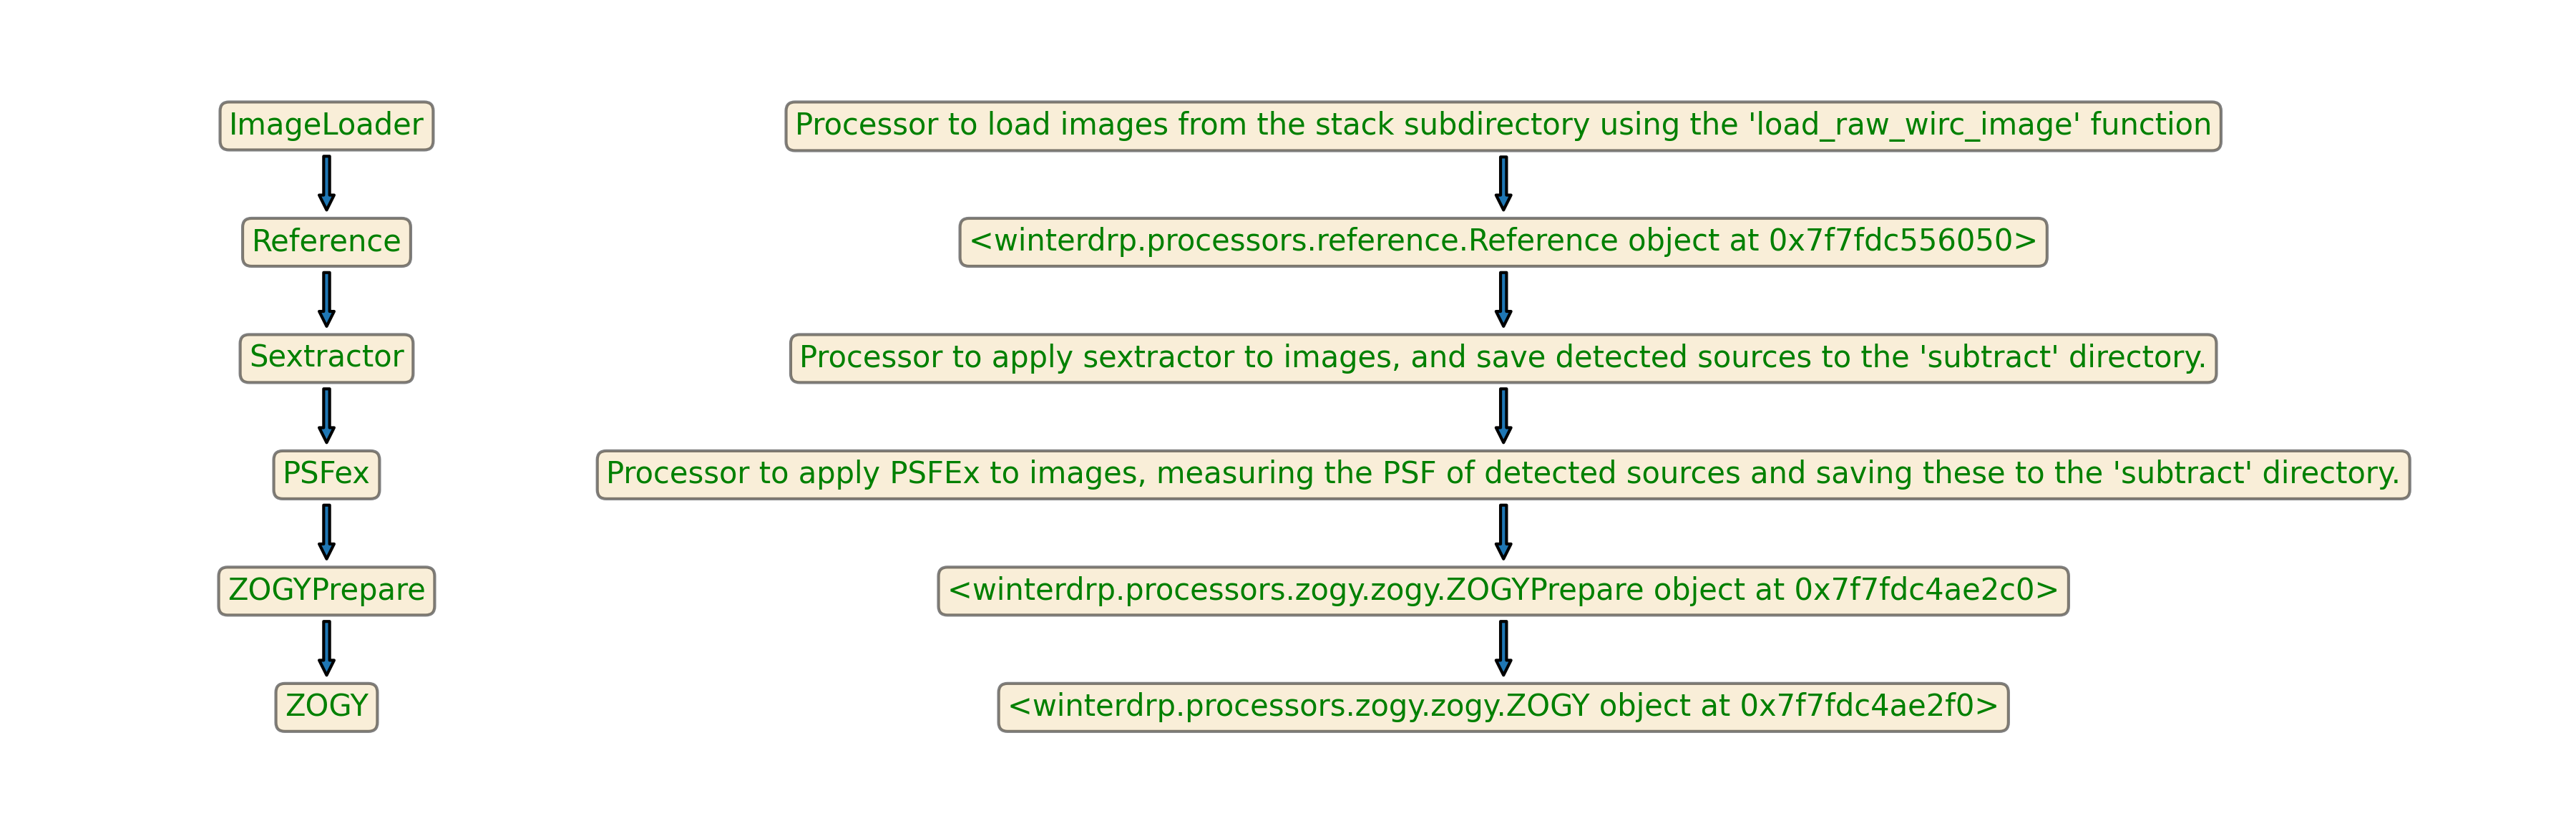 ImageLoader
Processor to load images from the stack subdirectory using the 'load_raw_wirc_image' function
Reference
<winterdrp.processors.reference.Reference object at 0x7f7fdc556050>
Sextractor
Processor to apply sextractor to images, and save detected sources to the 'subtract' directory.
PSFex
Processor to apply PSFEx to images, measuring the PSF of detected sources and saving these to the 'subtract' directory.
ZOGYPrepare
<winterdrp.processors.zogy.zogy.ZOGYPrepare object at 0x7f7fdc4ae2c0>
ZOGY
<winterdrp.processors.zogy.zogy.ZOGY object at 0x7f7fdc4ae2f0>